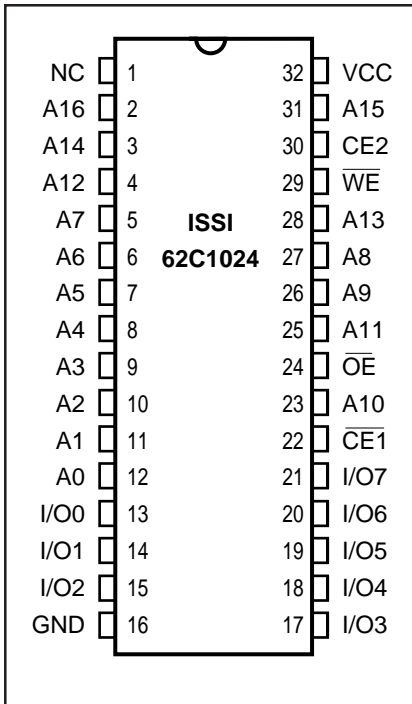 NC 1 32 VCC
A16 2 31 A15
A14 3 30 CE2
A12 4 29 W̅E̅
A7 5 ISSI 28 A13
A6 6 62C1024 27 A8
A5 7 26 A9
A4 8 25 A11
A3 9 24 O̅E̅
A2 10 23 A10
A1 11 22 C̅E̅1̅
A0 12 21 I/O7
I/O0 13 20 I/O6
I/O1 14 19 I/O5
I/O2 15 18 I/O4
GND 16 17 I/O3